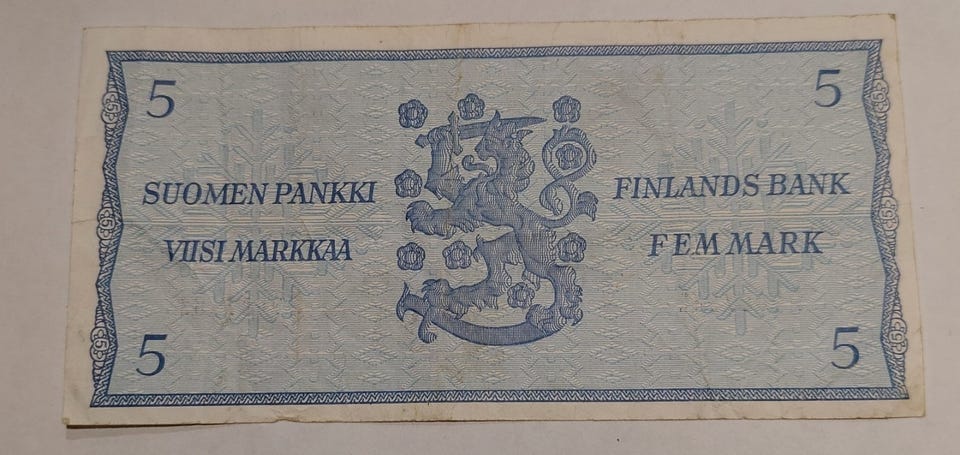 5
5
SUOMEN PANKKI
VIISI MARKKAA
FINLANDS BANK
FEM MARK
5
5